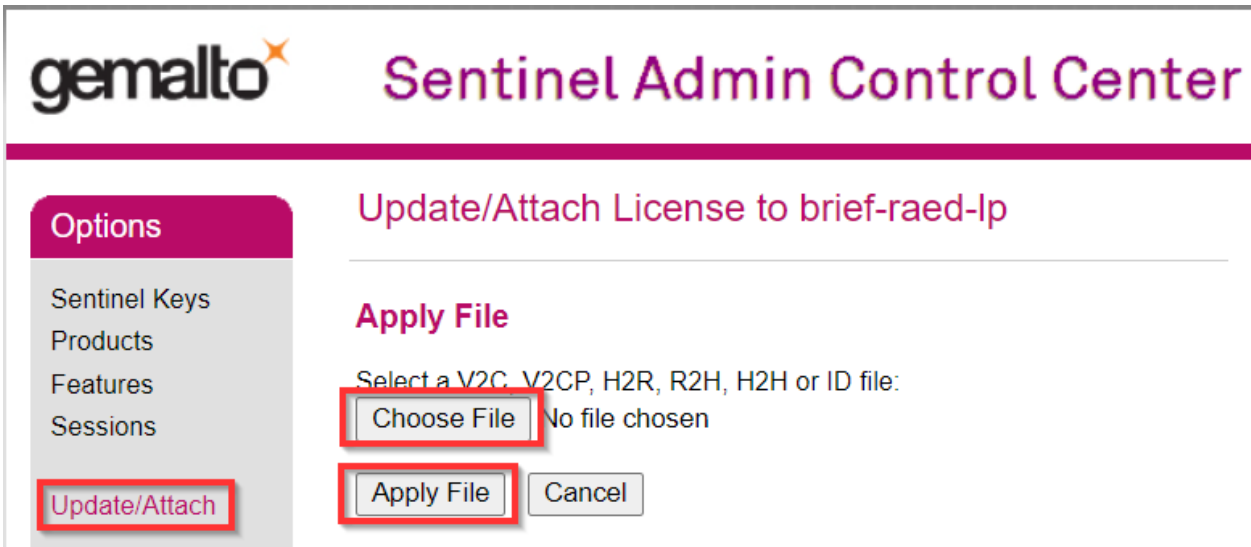 gemalto
Sentinel Admin Control Center
Options
Sentinel Keys
Products
Features
Sessions
Update/Attach
Update/Attach License to brief-raed-lp
Apply File
Select a V2C, V2CP, H2R, R2H, H2H or ID file:
Choose File No file chosen
Apply File Cancel